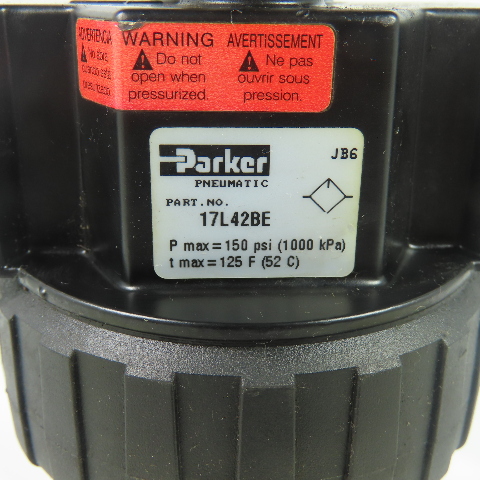 ADVERTENCIA
WARNING
Do not
open when
pressurized.
AVERTISSEMENT
Ne pas
ouvrir sous
pression.
Parker
PNEUMATIC
JB6
PART.NO.
17L42BE
P max=150 psi (1000 kPa)
t max=125 F (52 C)